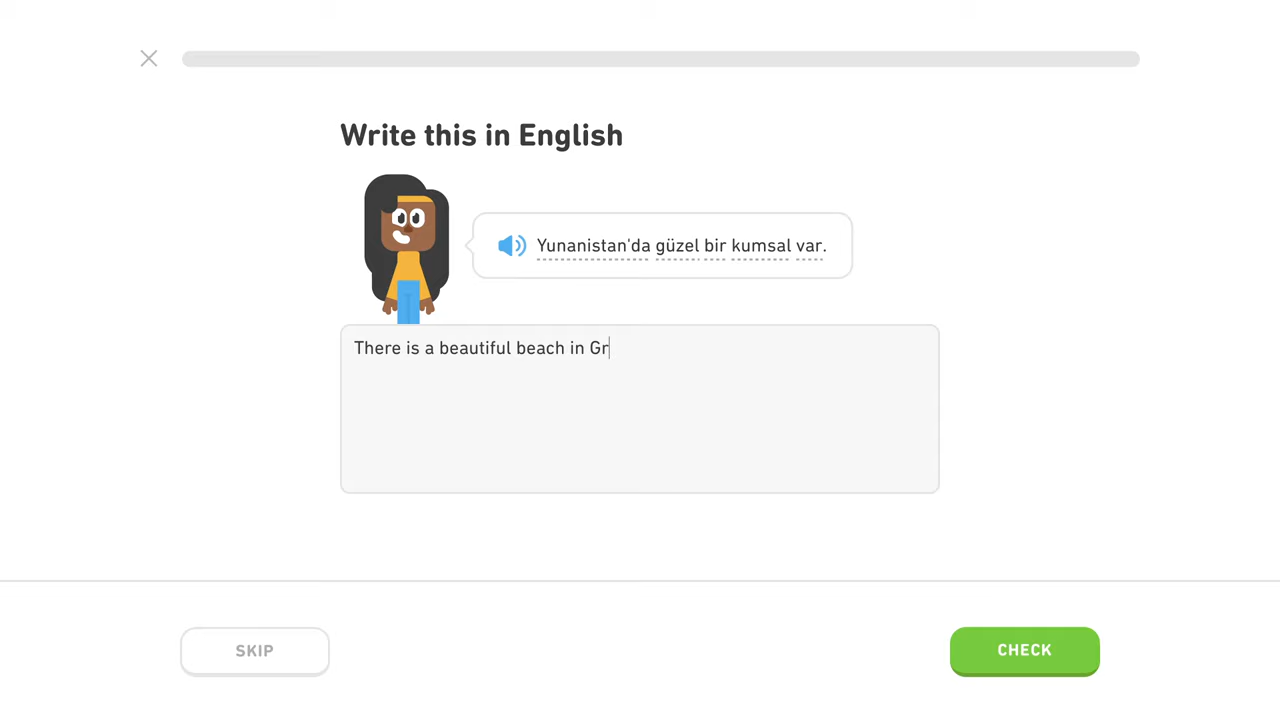 Write this in English
Yunanistan'da güzel bir kumsal var.
There is a beautiful beach in Gr
SKIP
CHECK